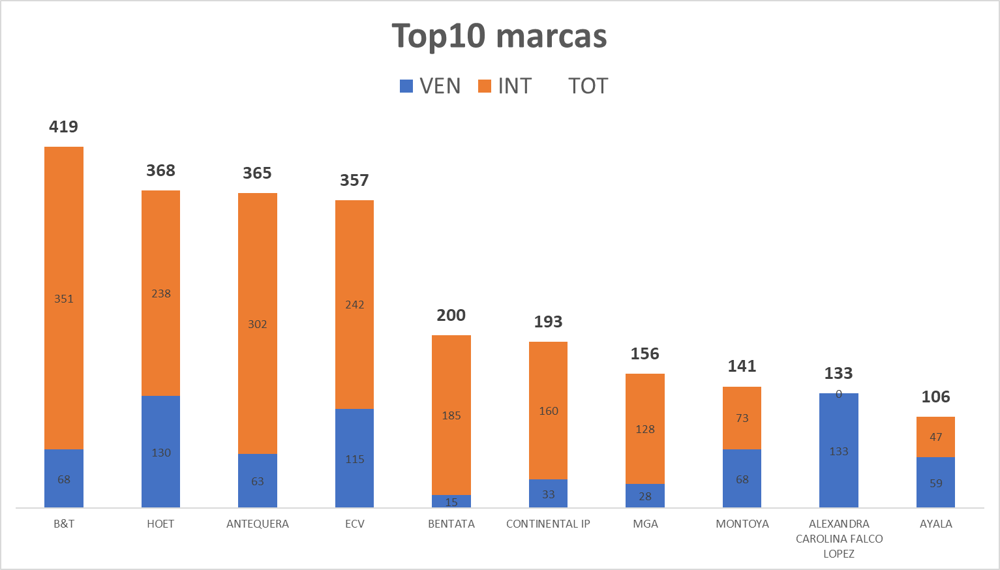 Top10 marcas
VEN INT TOT
419
368
365
357
200
193
156
141
133
106
351
238
302
242
185
160
128
73
0
47
68
130
63
115
15
33
28
68
133
59
B&T
HOET
ANTEQUERA
ECV
BENTATA
CONTINENTAL IP
MGA
MONTOYA
ALEXANDRA
CAROLINA FALCO
LOPEZ
AYALA